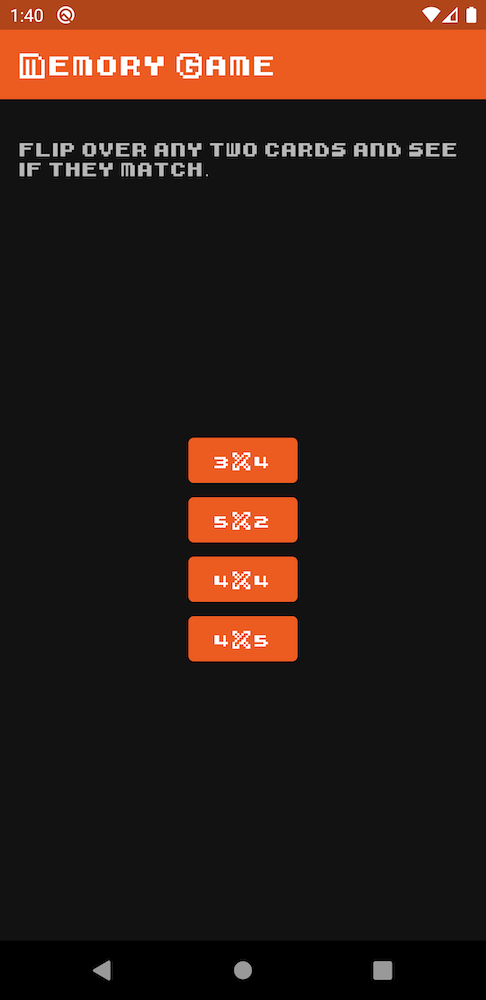 1:40
Memory Game
Flip over any two cards and see
if they match.
3X4
5X2
4X4
4X5